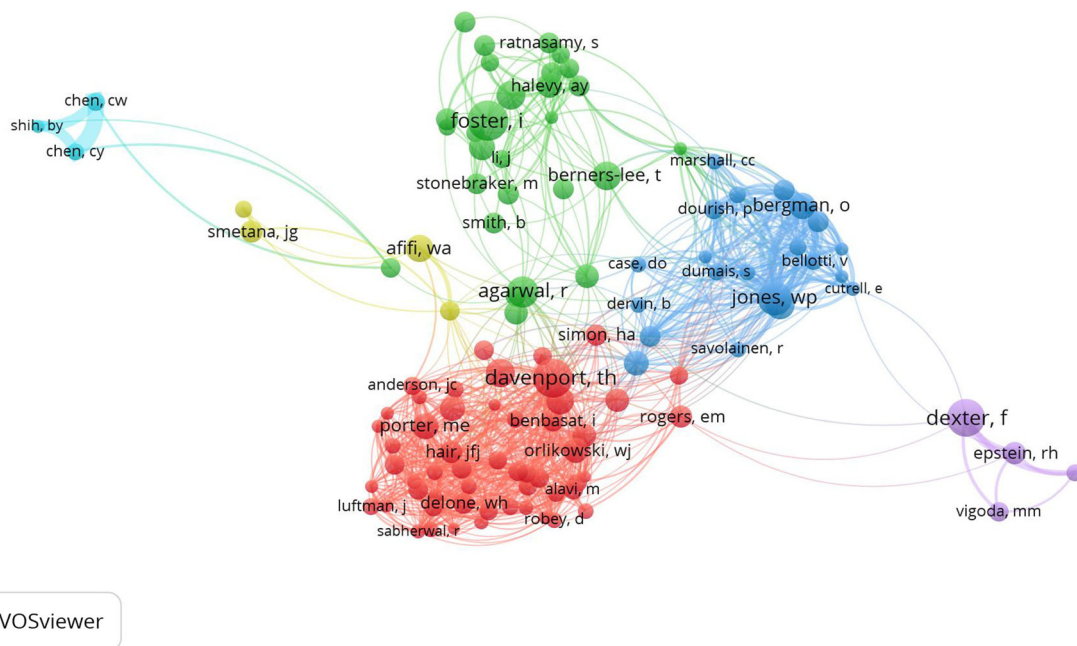 ratnasamy, s
halevy, ay
chen, cw
foster, i
shih, by
chen, cy
li, j
marshall, cc
berners-lee, t
stonebraker, m
dourish, p
bergman, o
smith, b
smetana, jg
afifi, wa
case, do
dumais, s
bellotti, v
cutrell, e
agarwal, r
jones, wp
dervin, b
simon, ha
savolainen, r
davenport, th
anderson, jc
rogers, em
dexter, f
benbasat, i
porter, me
hair, jfj
orlikowski, wj
epstein, rh
alavi, m
delone, wh
luftman, j
vigoda, mm
robey, d
sabherwal, r
VOSviewer